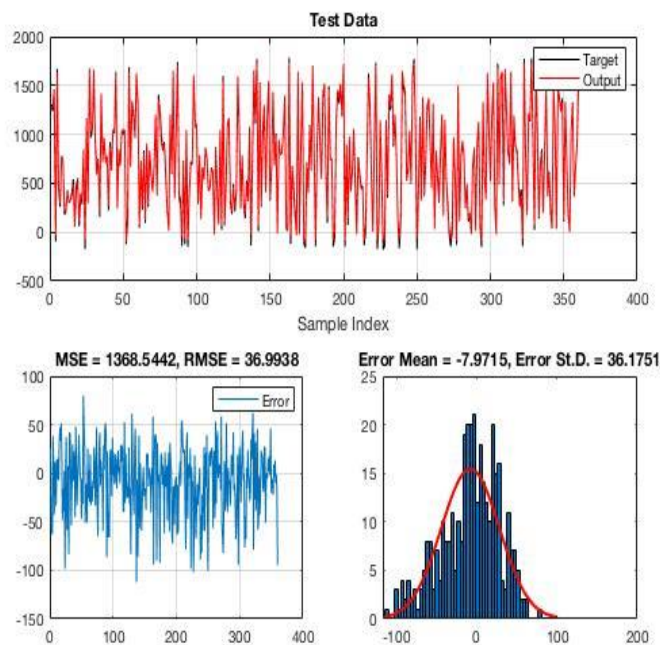 Test Data
2000
1500
1000
500
0
-500
Target
Output
0 50 100 150 200 250 300 350 400
Sample Index
MSE = 1368.5442, RMSE = 36.9938
100
50
0
-50
-100
-150
Error
0 100 200 300 400
Error Mean = -7.9715, Error St.D. = 36.1751
25
20
15
10
5
0
-100 0 100 200